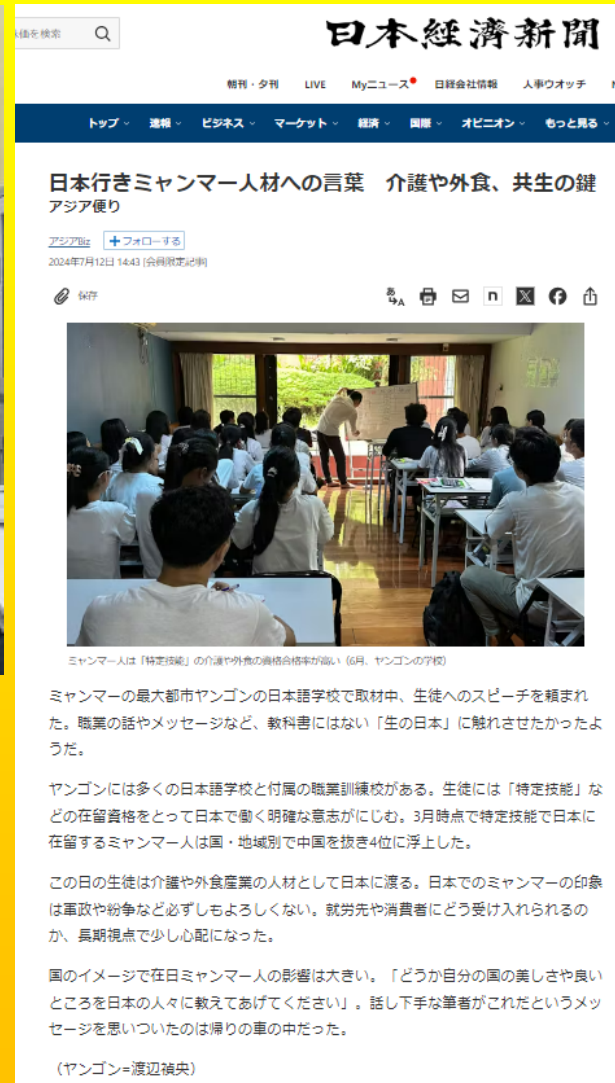 価を検索
日本経済新聞
朝刊・夕刊 LIVE Myニュース 日経会社情報 人事ウオッチ
トップ 速報 ビジネス マーケット 経済 国際 オピニオン もっと見る
日本行きミャンマー人材への言葉 介護や外食、共生の鍵
アジア便り
アジアBiz +フォローする
2024年7月12日 14:43 [会員限定記事]
保存
ミャンマー人は「特定技能」の介護や外食の資格合格率が高い（6月、ヤンゴンの学校）
ミャンマーの最大都市ヤンゴンの日本語学校で取材中、生徒へのスピーチを頼まれ
た。職業の話やメッセージなど、教科書にはない「生の日本」に触れさせたかったよ
うだ。
ヤンゴンには多くの日本語学校と付属の職業訓練校がある。生徒には「特定技能」な
どの在留資格をとって日本で働く明確な意志がにじむ。3月時点で特定技能で日本に
在留するミャンマー人は国・地域別で中国を抜き4位に浮上した。
この日の生徒は介護や外食産業の人材として日本に渡る。日本でのミャンマーの印象
は軍政や紛争など必ずしもよろしくない。就労先や消費者にどう受け入れられるの
か、長期視点で少し心配になった。
国のイメージで在日ミャンマー人の影響は大きい。「どうか自分の国の美しさや良い
ところを日本の人々に教えてあげてください」。話し下手な筆者がこれだというメッ
セージを思いついたのは帰りの車の中だった。
（ヤンゴン=渡辺禎央）